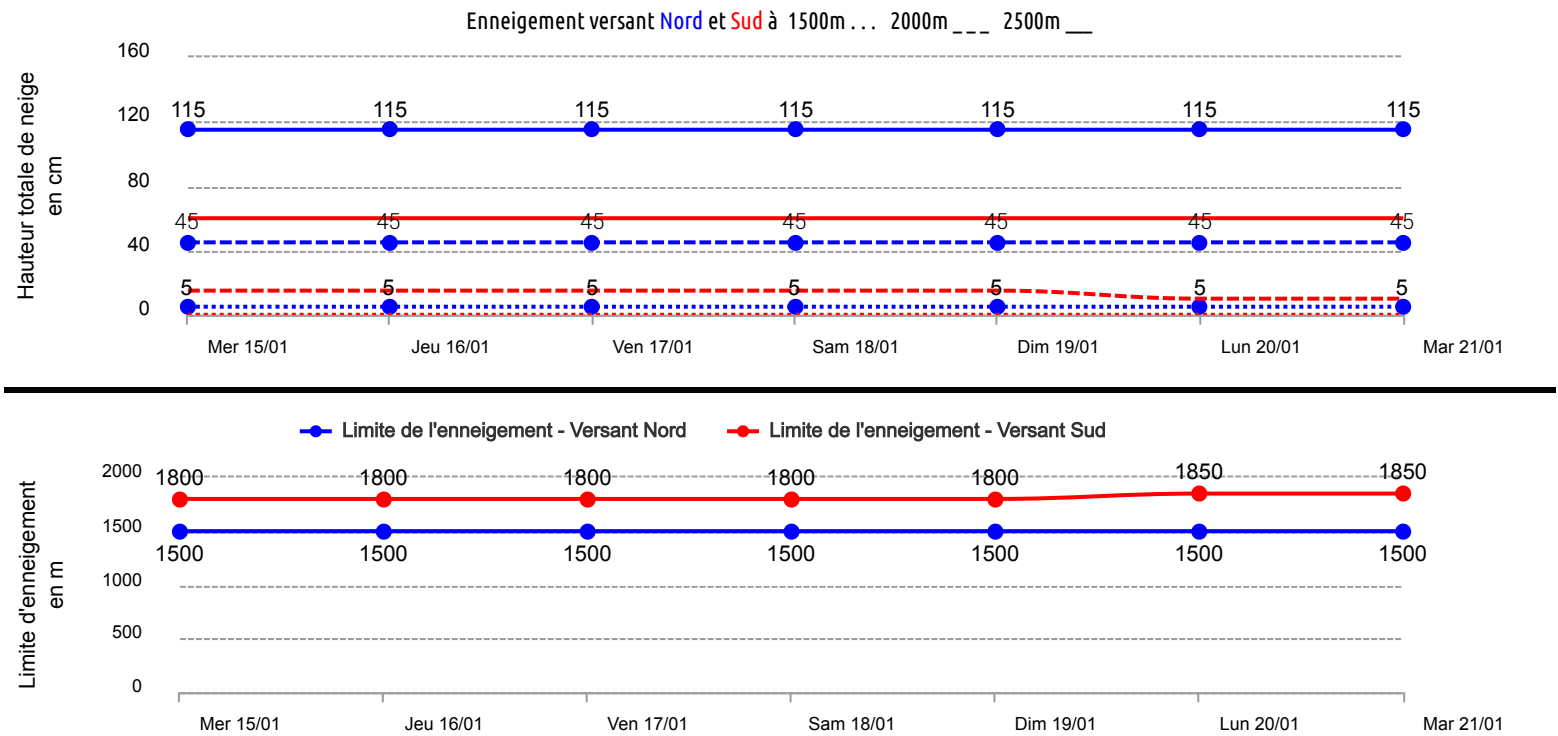 Enneigement versant Nord et Sud à 1500m . . . 2000m _ _ _ 2500m __
Hauteur totale de neige
en cm
160
120
80
40
0
115 115 115 115 115 115 115
45 45 45 45 45 45 45
5 5 5 5 5 5 5
Mer 15/01 Jeu 16/01 Ven 17/01 Sam 18/01 Dim 19/01 Lun 20/01 Mar 21/01
Limite de l'enneigement - Versant Nord Limite de l'enneigement - Versant Sud
Limite d'enneigement
en m
2000
1500
1000
500
0
1800 1800 1800 1800 1800 1850 1850
1500 1500 1500 1500 1500 1500 1500
Mer 15/01 Jeu 16/01 Ven 17/01 Sam 18/01 Dim 19/01 Lun 20/01 Mar 21/01